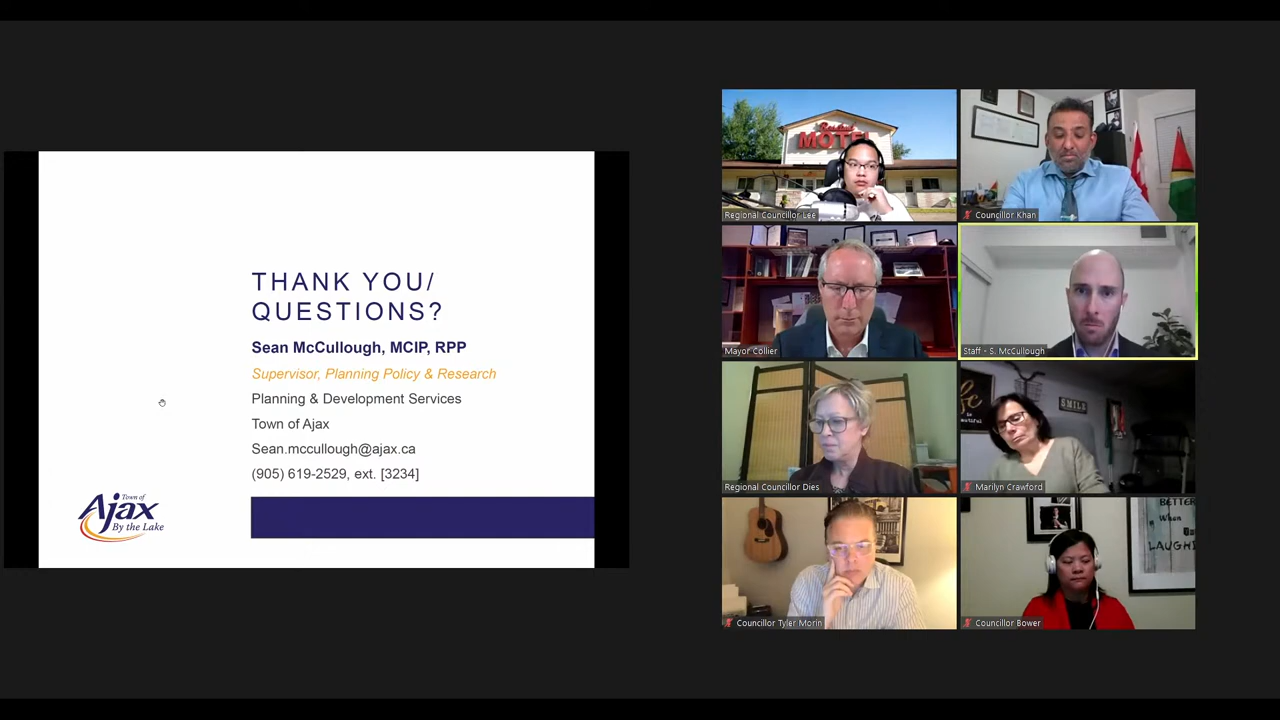 THANK YOU/
QUESTIONS?
Sean McCullough, MCIP, RPP
Supervisor, Planning Policy & Research
Planning & Development Services
Town of Ajax
Sean.mccullough@ajax.ca
(905) 619-2529, ext. [3234]
Town of
Ajax
By the Lake
MOTEL
Regional Councillor Lee
Councillor Khan
Mayor Collier
Staff - S. McCullough
SMILE
Regional Councillor Dies
Marilyn Crawford
Councillor Tyler Morin
BETTER
When
LAUGHI
Councillor Bower